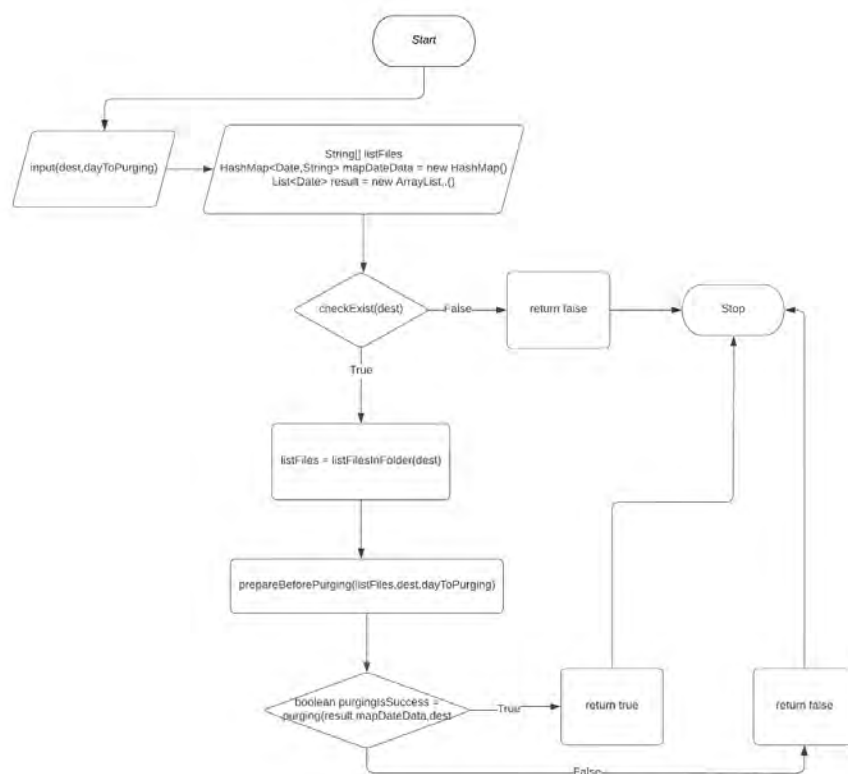 Start
input(dest,dayToPurging)
String[] listFiles
HashMap<Date,String> mapDateData = new HashMap()
List<Date> result = new ArrayList..()
checkExist(dest)
False
return false
Stop
True
listFiles = listFilesInFolder(dest)
prepareBeforePurging(listFiles,dest,dayToPurging)
boolean purgingIsSuccess =
purging(result,mapDateData,dest
True
return true
return false
False